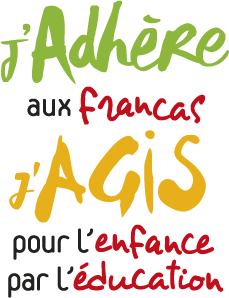 j'Adhère
aux francas
j'AGIS
pour l'enfance
par l'éducation